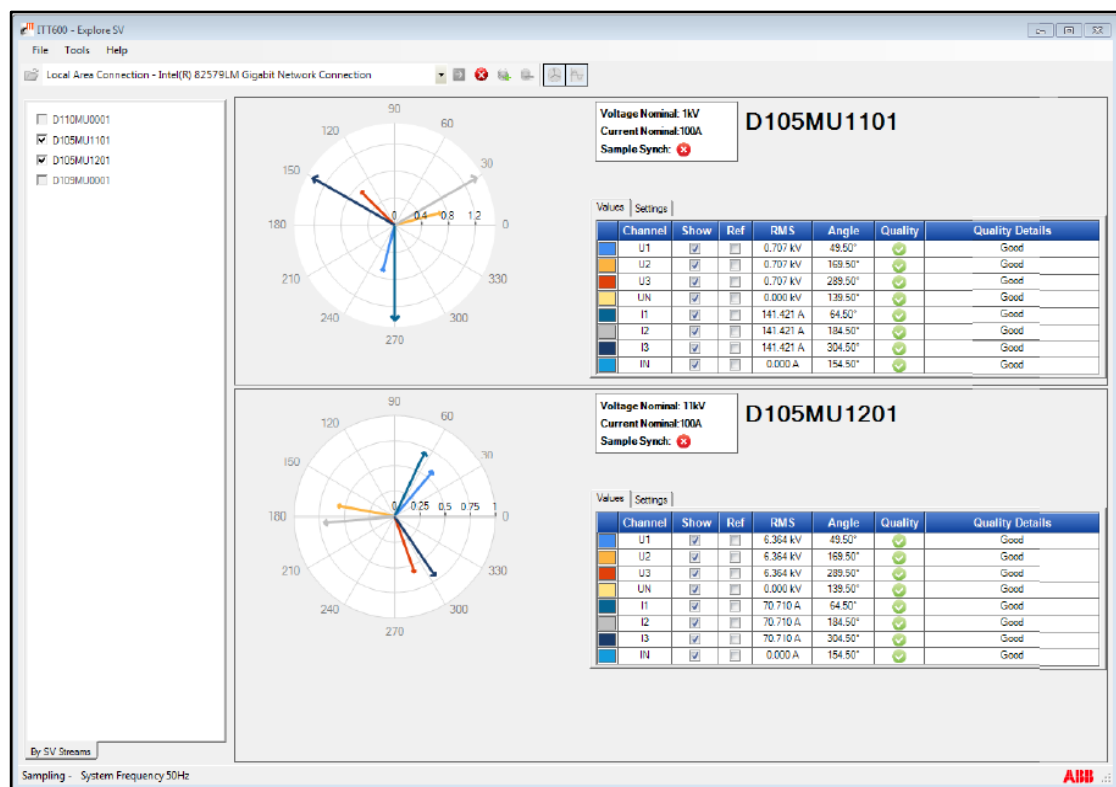 ITT600 - Explore SV
File Tools Help
Local Area Connection - Intel(R) 82579LM Gigabit Network Connection
D110MU0001
D105MU1101
D105MU1201
D109MU0001
By SV Streams
90
120 60
150 30
180 0 0.4 0.8 1.2 0
210 330
240 300
270
Voltage Nominal: 1kV
Current Nominal:100A
Sample Synch:
D105MU1101
Values Settings
Channel Show Ref RMS Angle Quality Quality Details
U1 0.707 kV 49.50° Good
U2 0.707 kV 169.50° Good
U3 0.707 kV 289.50° Good
UN 0.000 kV 139.50° Good
I1 141.421 A 64.50° Good
I2 141.421 A 184.50° Good
I3 141.421 A 304.50° Good
IN 0.000 A 154.50° Good
90
120 60
150 30
180 0 0.25 0.5 0.75 1 0
210 330
240 300
270
Voltage Nominal: 11kV
Current Nominal:100A
Sample Synch:
D105MU1201
Values Settings
Channel Show Ref RMS Angle Quality Quality Details
U1 6.364 kV 49.50° Good
U2 6.364 kV 169.50° Good
U3 6.364 kV 289.50° Good
UN 0.000 kV 139.50° Good
I1 70.710 A 64.50° Good
I2 70.710 A 184.50° Good
I3 70.710 A 304.50° Good
IN 0.000 A 154.50° Good
Sampling - System Frequency 50Hz
ABB